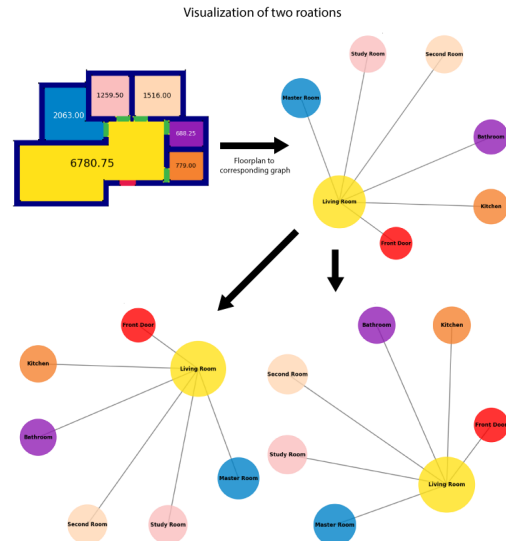 Visualization of two roations
Study Room
Second Room
1259.50
1516.00
Master Room
2063.00
688.25
Bathroom
6780.75
Floorplan to
corresponding graph
779.00
Living Room
Kitchen
Front Door
Front Door
Bathroom
Kitchen
Kitchen
Living Room
Second Room
Front Door
Bathroom
Study Room
Master Room
Living Room
Second Room
Study Room
Master Room